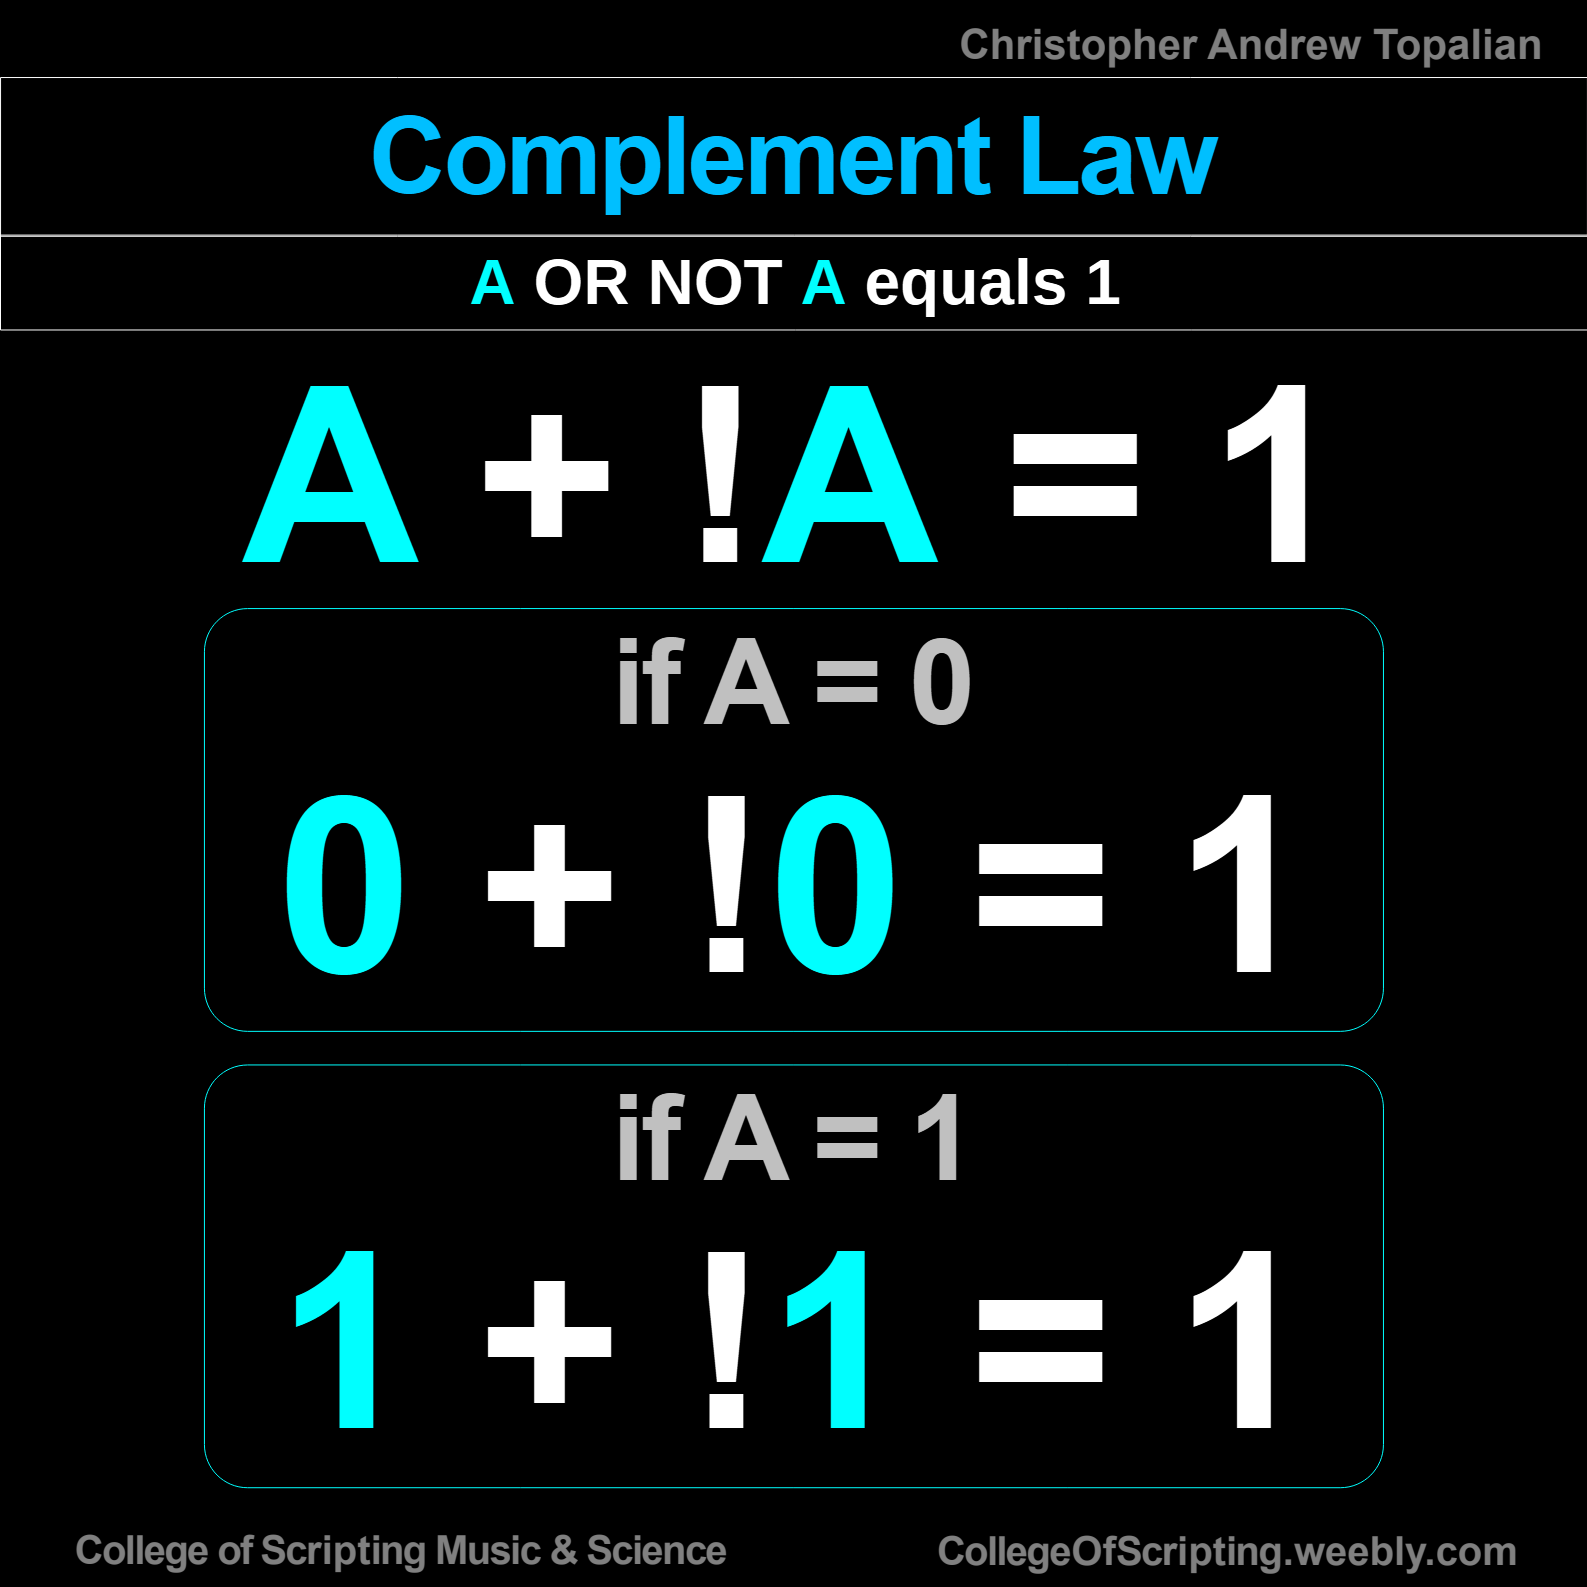 Christopher Andrew Topalian
Complement Law
A OR NOT A equals 1
A + !A = 1
if A = 0
0 + !0 = 1
if A = 1
1 + !1 = 1
College of Scripting Music & Science
CollegeOfScripting.weebly.com